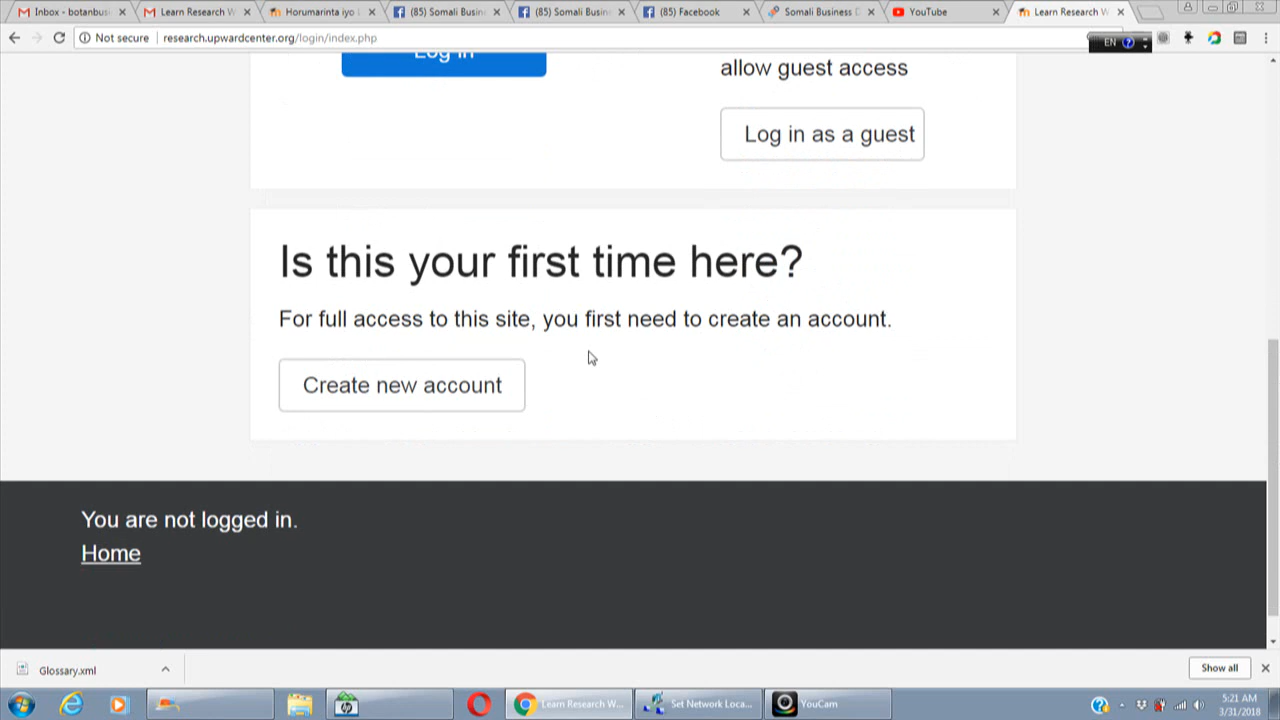 Inbox - botanbusi
Learn Research W
Horumarinta iyo
(85) Somali Busin
(85) Somali Busin
(85) Facebook
Somali Business D
YouTube
Learn Research W
Not secure | research.upwardcenter.org/login/index.php
EN
Log in
allow guest access
Log in as a guest
Is this your first time here?
For full access to this site, you first need to create an account.
Create new account
You are not logged in.
Home
Glossary.xml
Show all
Learn Research W...
Set Network Loca...
YouCam
5:21 AM
3/31/2018